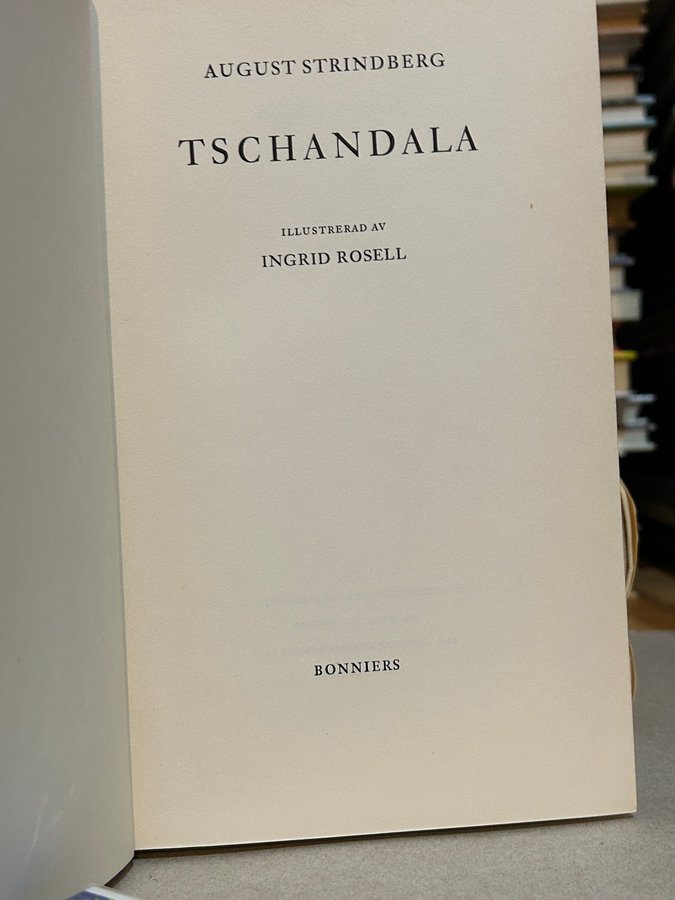 AUGUST STRINDBERG
TSCHANDALA
ILLUSTRERAD AV
INGRID ROSELL
BONNIERS